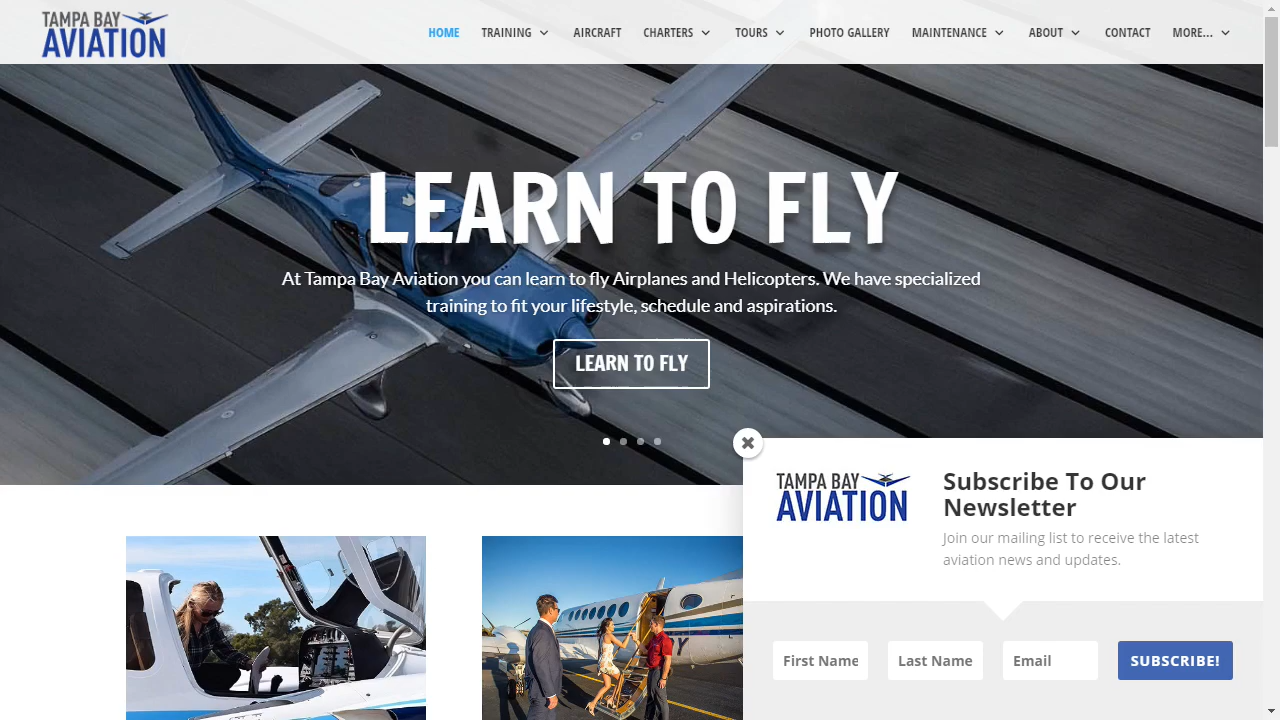 TAMPA BAY
AVIATION
HOME
TRAINING
AIRCRAFT
CHARTERS
TOURS
PHOTO GALLERY
MAINTENANCE
ABOUT
CONTACT
MORE...
LEARN TO FLY
At Tampa Bay Aviation you can learn to fly Airplanes and Helicopters. We have specialized
training to fit your lifestyle, schedule and aspirations.
LEARN TO FLY
TAMPA BAY
AVIATION
Subscribe To Our
Newsletter
Join our mailing list to receive the latest
aviation news and updates.
First Name
Last Name
Email
SUBSCRIBE!